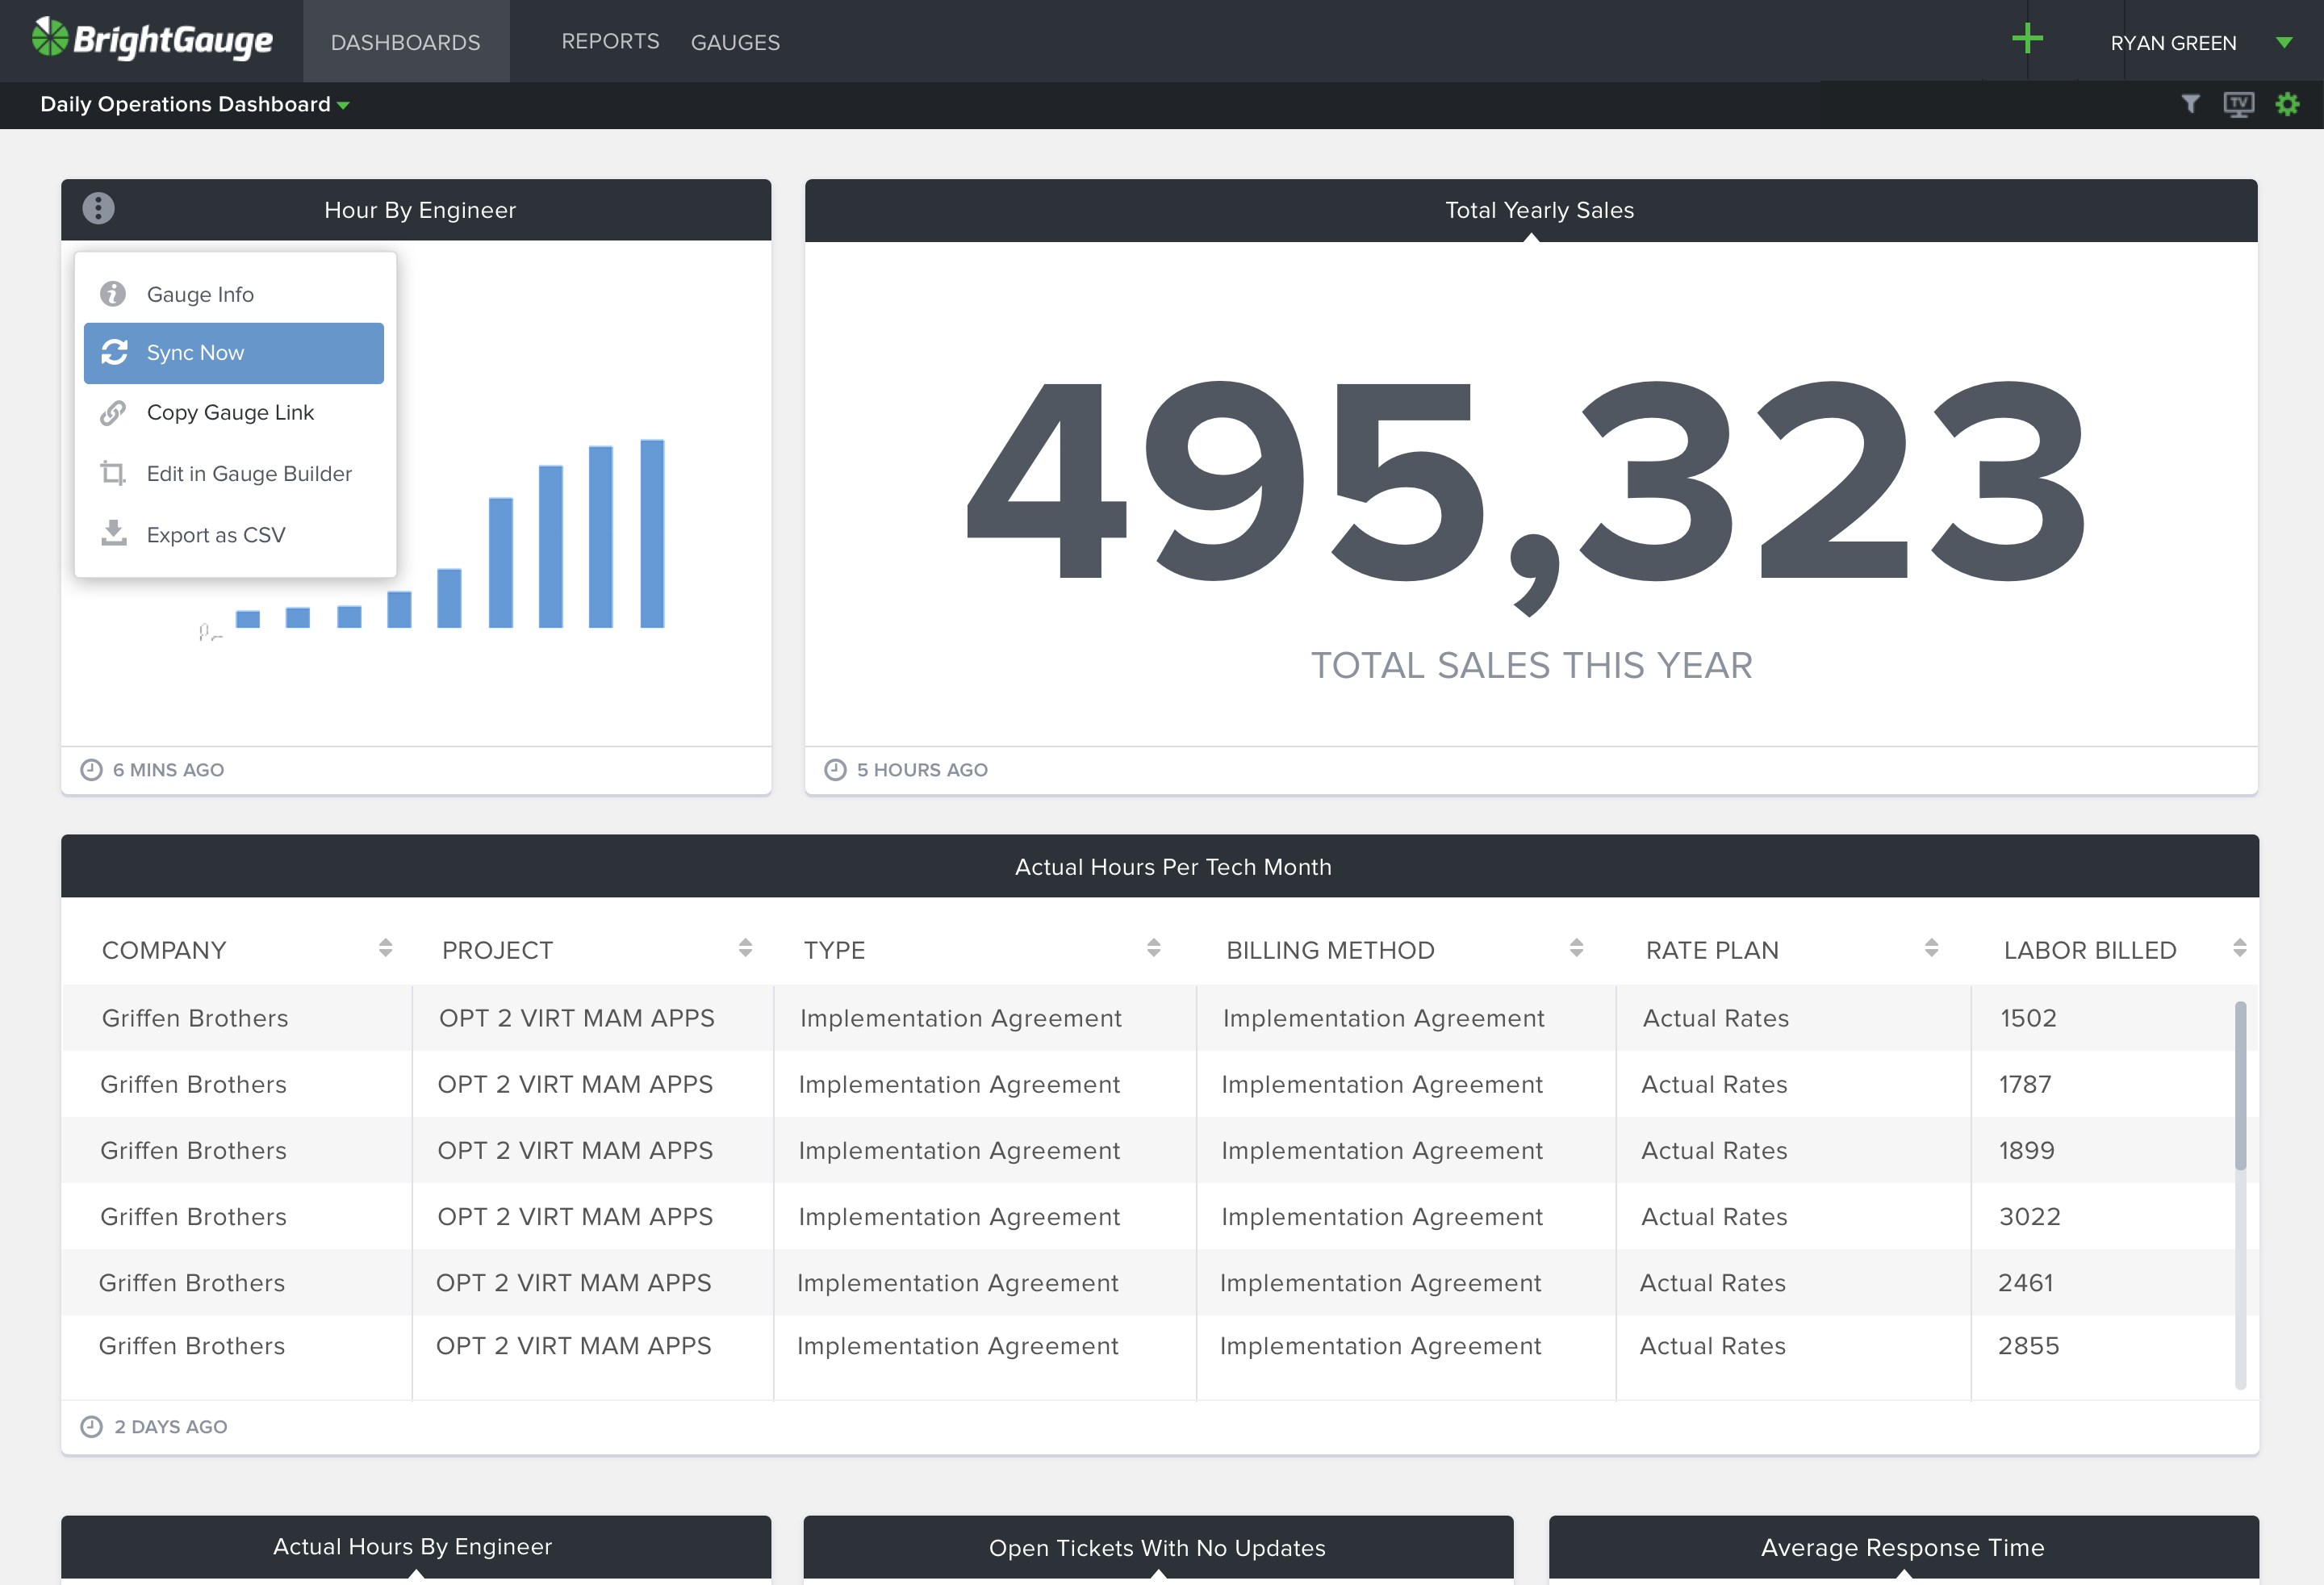 BrightGauge DASHBOARDS REPORTS GAUGES RYAN GREEN
Daily Operations Dashboard TV
Hour By Engineer
Gauge Info
Sync Now
Copy Gauge Link
Edit in Gauge Builder
Export as CSV
6 MINS AGO
Total Yearly Sales
495,323
TOTAL SALES THIS YEAR
5 HOURS AGO
Actual Hours Per Tech Month
COMPANY PROJECT TYPE BILLING METHOD RATE PLAN LABOR BILLED
Griffen Brothers OPT 2 VIRT MAM APPS Implementation Agreement Implementation Agreement Actual Rates 1502
Griffen Brothers OPT 2 VIRT MAM APPS Implementation Agreement Implementation Agreement Actual Rates 1787
Griffen Brothers OPT 2 VIRT MAM APPS Implementation Agreement Implementation Agreement Actual Rates 1899
Griffen Brothers OPT 2 VIRT MAM APPS Implementation Agreement Implementation Agreement Actual Rates 3022
Griffen Brothers OPT 2 VIRT MAM APPS Implementation Agreement Implementation Agreement Actual Rates 2461
Griffen Brothers OPT 2 VIRT MAM APPS Implementation Agreement Implementation Agreement Actual Rates 2855
2 DAYS AGO
Actual Hours By Engineer
Open Tickets With No Updates
Average Response Time